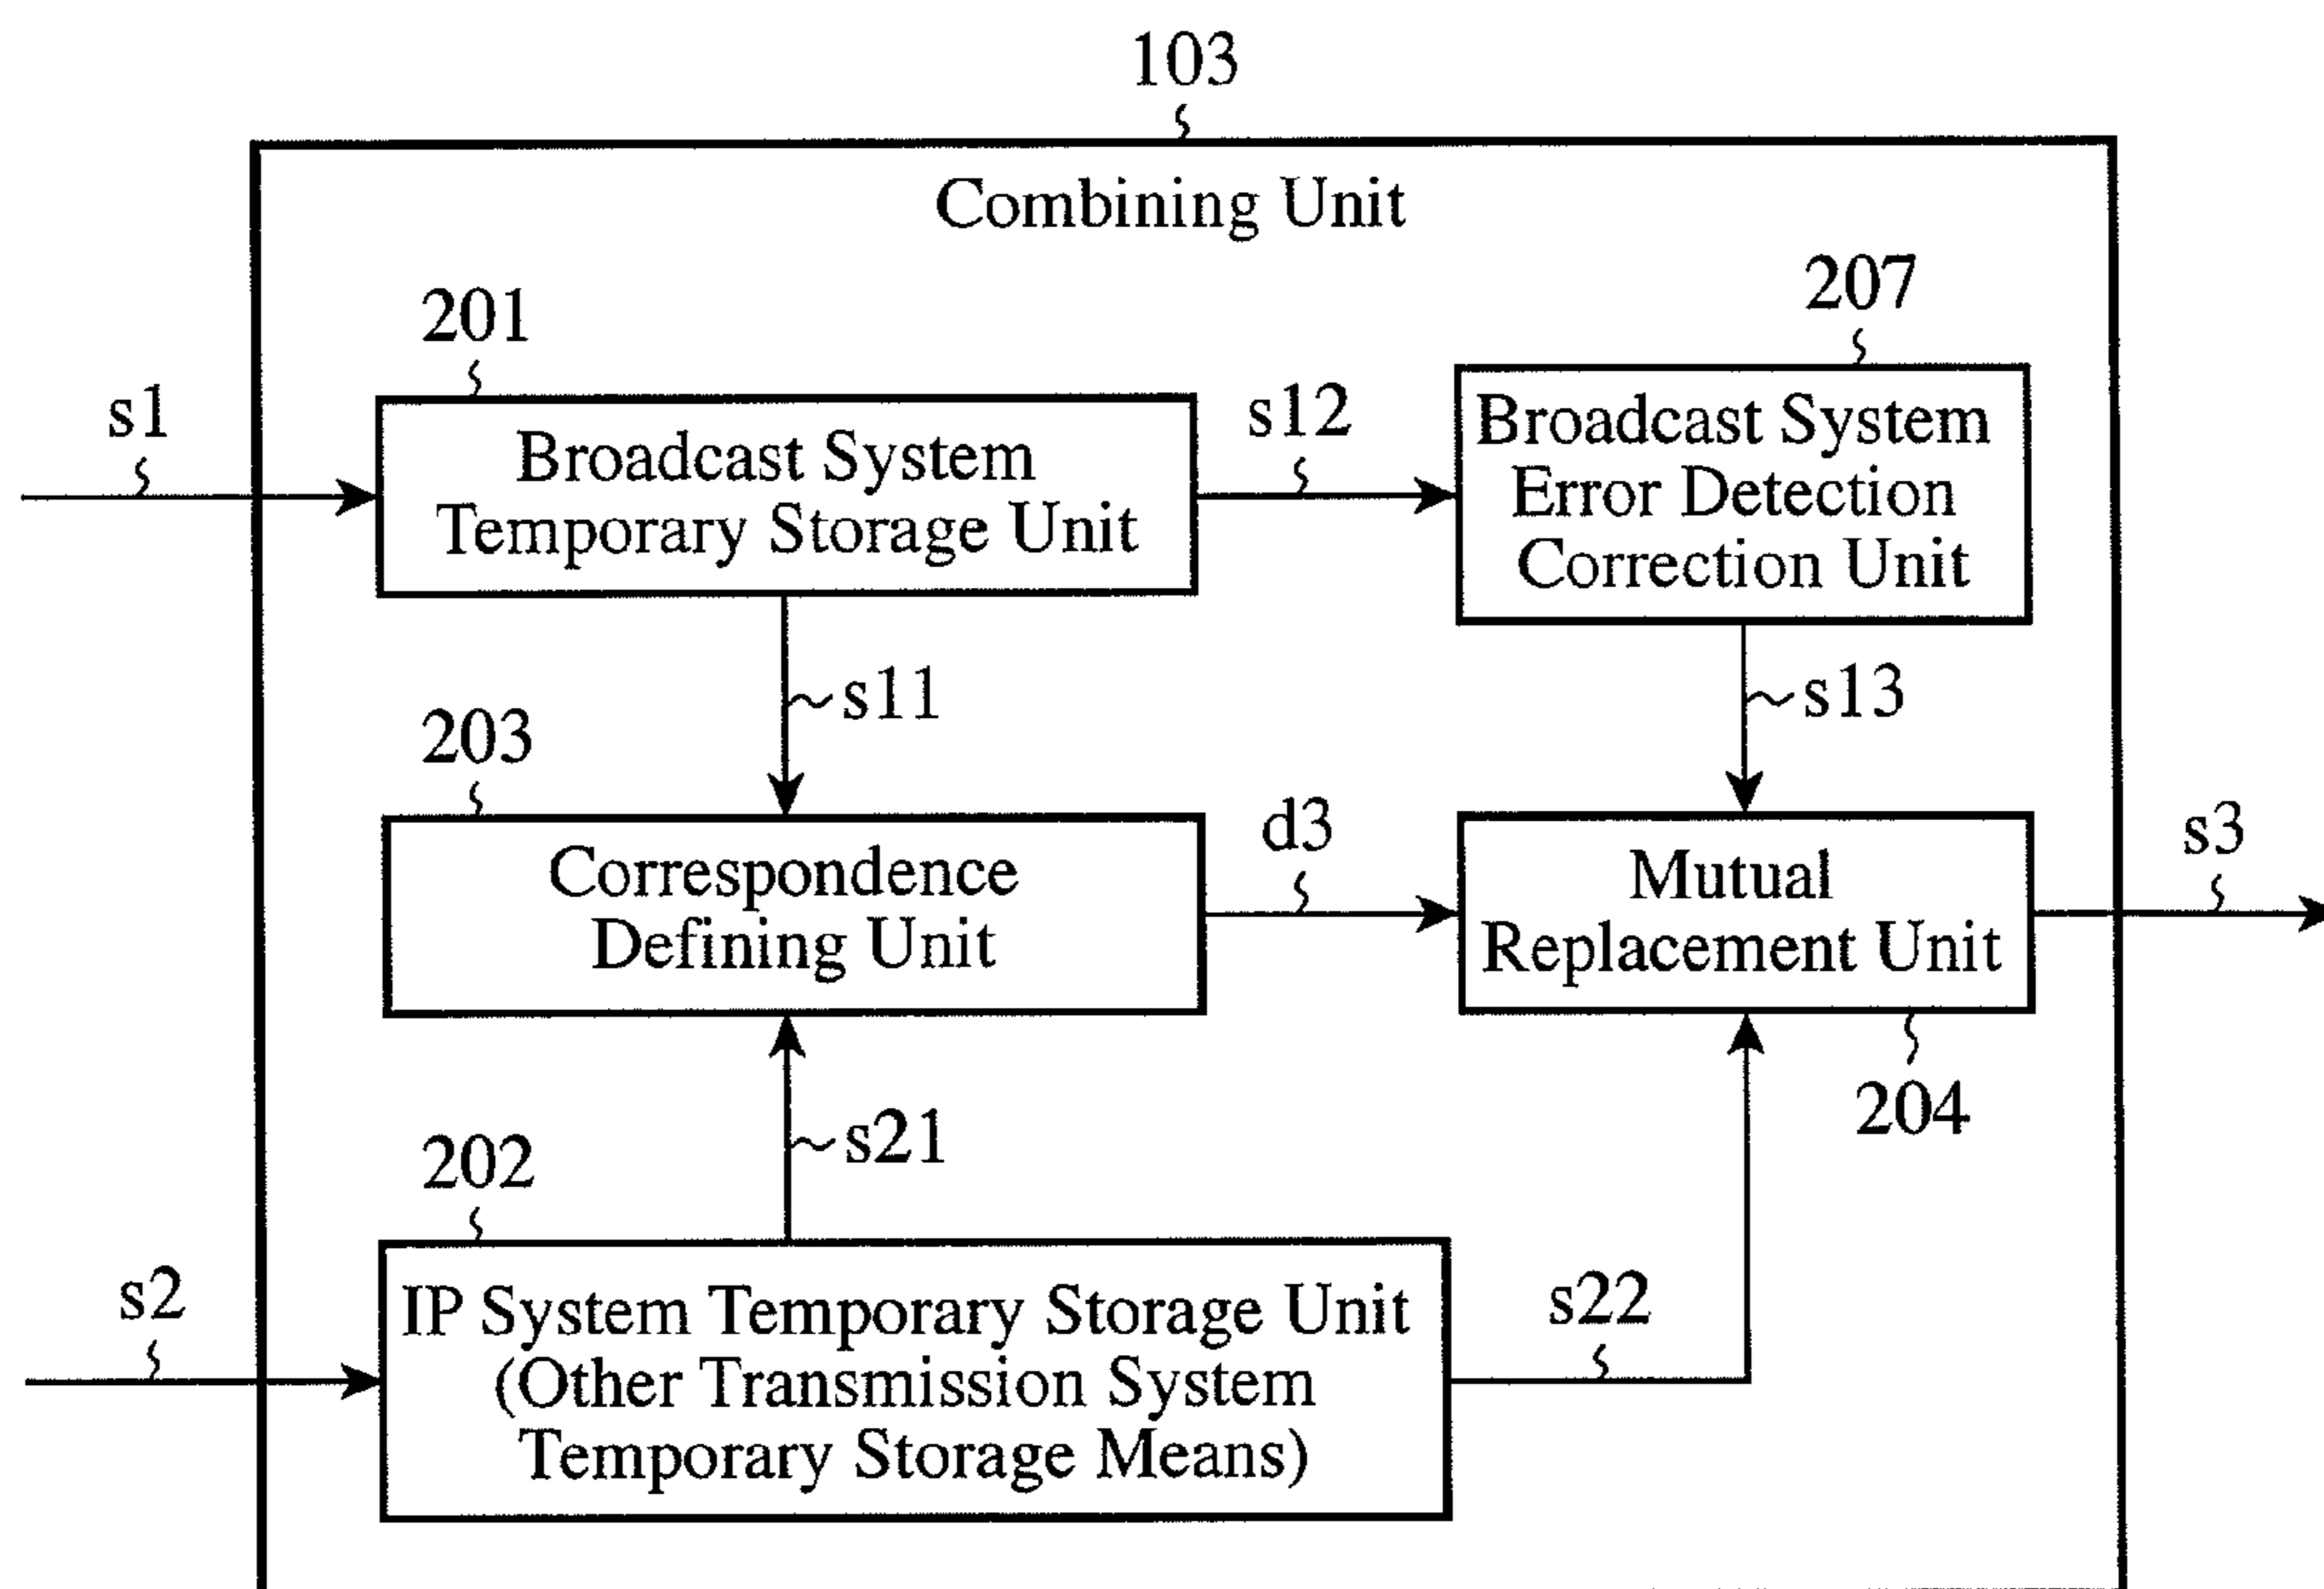 103
Combining Unit
201
207
s1
Broadcast System
Temporary Storage Unit
s12
Broadcast System
Error Detection
Correction Unit
s11
s13
203
Correspondence
Defining Unit
d3
Mutual
Replacement Unit
s3
204
s21
202
s2
IP System Temporary Storage Unit
(Other Transmission System
Temporary Storage Means)
s22